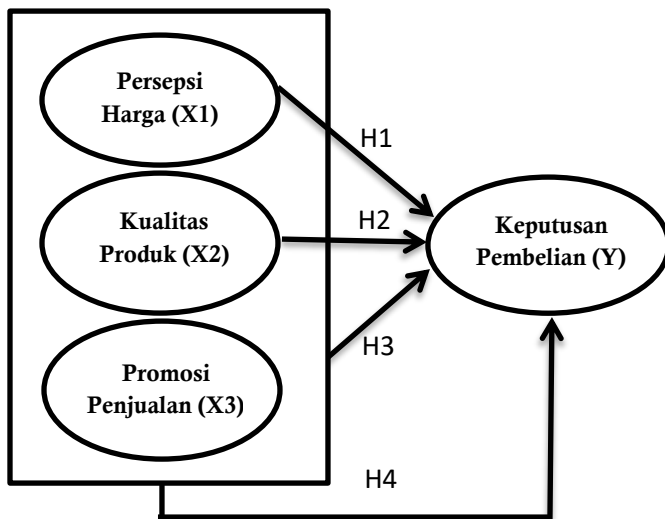 Persepsi
Harga (X1)
H1
Kualitas
Produk (X2)
H2
Keputusan
Pembelian (Y)
H3
Promosi
Penjualan (X3)
H4